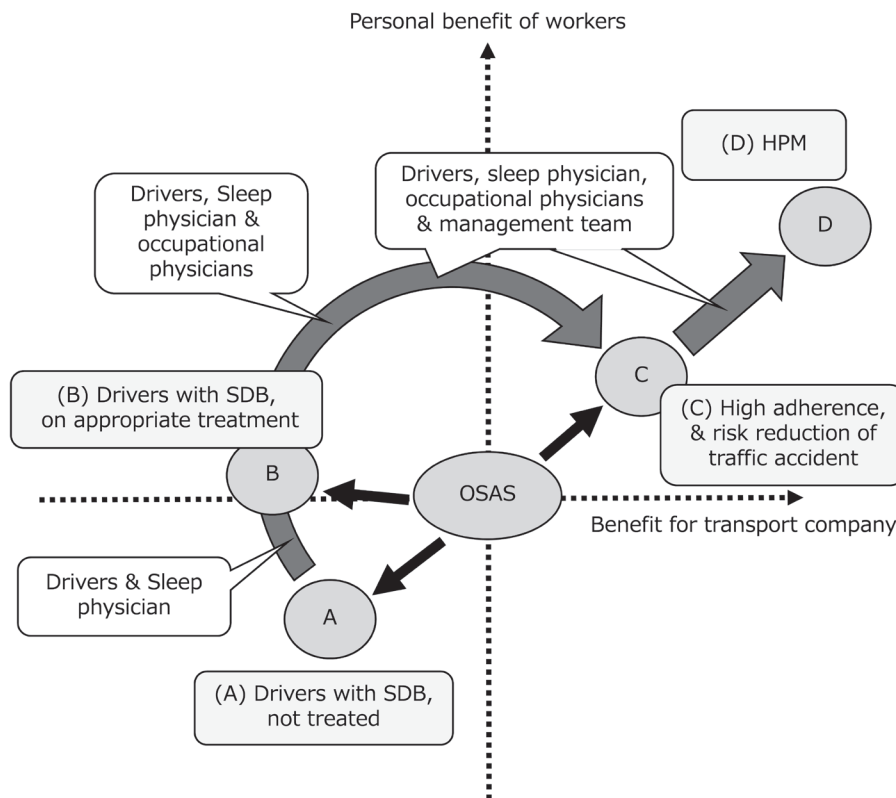 Personal benefit of workers
(D) HPM
Drivers, Sleep
physician &
occupational
physicians
Drivers, sleep physician,
occupational physicians
& management team
D
C
(B) Drivers with SDB,
on appropriate treatment
(C) High adherence,
& risk reduction of
traffic accident
B
OSAS
Benefit for transport company
Drivers & Sleep
physician
A
(A) Drivers with SDB,
not treated